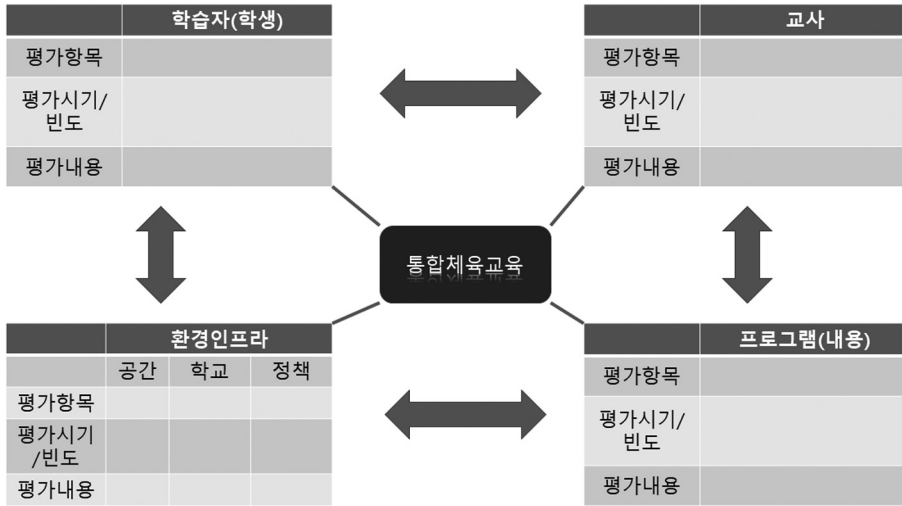 학습자(학생)
평가항목
평가시기/
빈도
평가내용
교사
평가항목
평가시기/
빈도
평가내용
통합체육교육
환경인프라
공간 학교 정책
평가항목
평가시기
/빈도
평가내용
프로그램(내용)
평가항목
평가시기/
빈도
평가내용